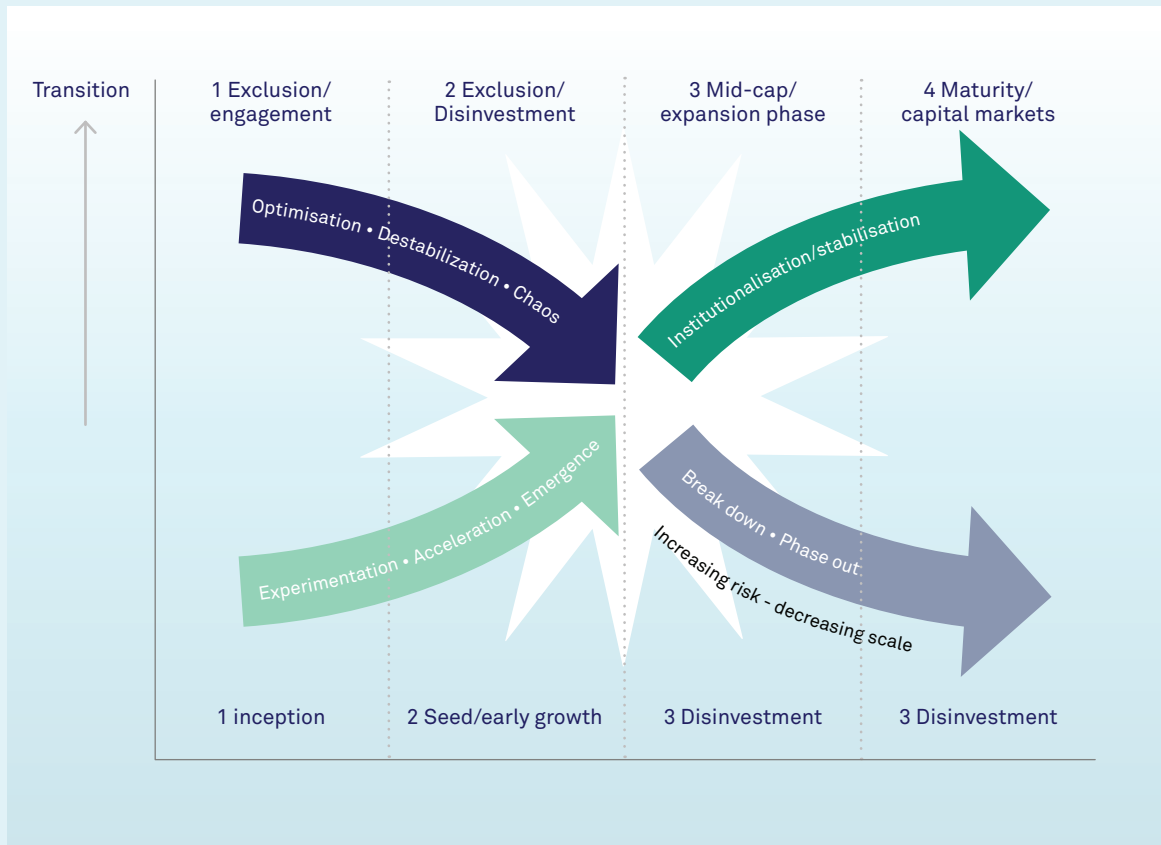 Transition
1 Exclusion/
engagement
2 Exclusion/
Disinvestment
3 Mid-cap/
expansion phase
4 Maturity/
capital markets
Optimisation • Destabilization • Chaos
Institutionalisation/stabilisation
Experimentation • Acceleration • Emergence
Break down • Phase out
Increasing risk - decreasing scale
1 inception
2 Seed/early growth
3 Disinvestment
3 Disinvestment